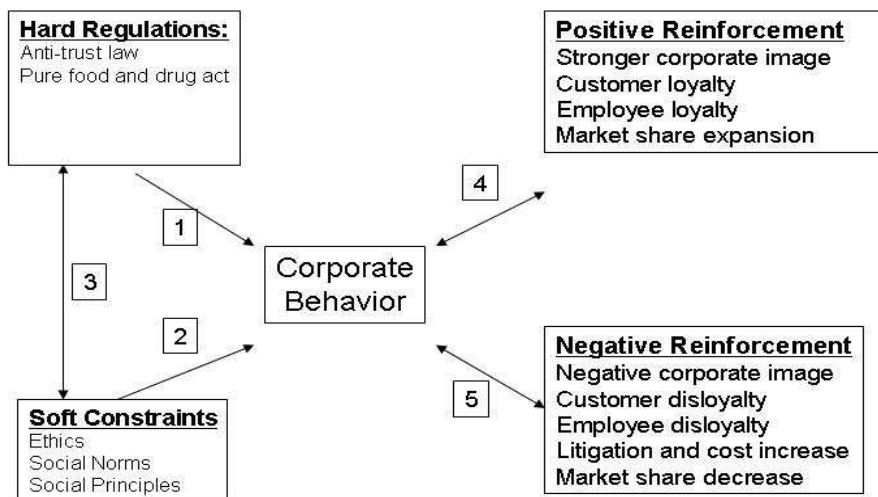 Hard Regulations:
Anti-trust law
Pure food and drug act
Positive Reinforcement
Stronger corporate image
Customer loyalty
Employee loyalty
Market share expansion
4
1
3
Corporate
Behavior
2
Negative Reinforcement
Negative corporate image
Customer disloyalty
Employee disloyalty
Litigation and cost increase
Market share decrease
5
Soft Constraints
Ethics
Social Norms
Social Principles